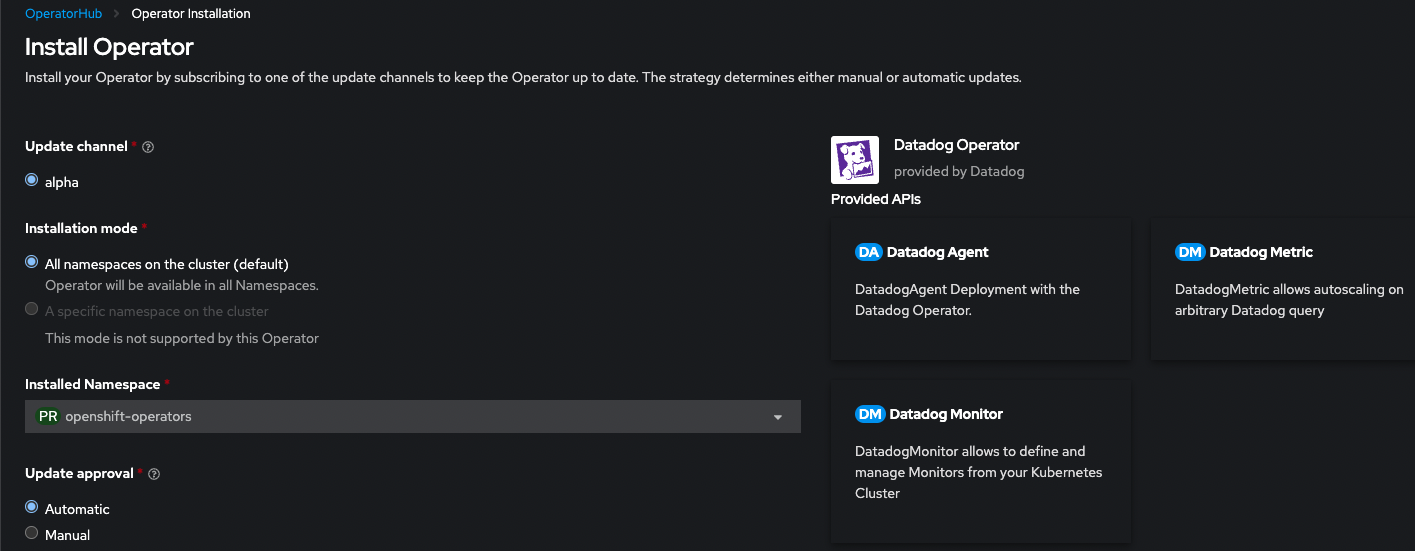 OperatorHub > Operator Installation
Install Operator
Install your Operator by subscribing to one of the update channels to keep the Operator up to date. The strategy determines either manual or automatic updates.
Update channel *
alpha
Installation mode *
All namespaces on the cluster (default)
Operator will be available in all Namespaces.
A specific namespace on the cluster
This mode is not supported by this Operator
Installed Namespace *
PR openshift-operators
Update approval *
Automatic
Manual
Datadog Operator
provided by Datadog
Provided APIs
DA Datadog Agent
DatadogAgent Deployment with the
Datadog Operator.
DM Datadog Metric
DatadogMetric allows autoscaling on
arbitrary Datadog query
DM Datadog Monitor
DatadogMonitor allows to define and
manage Monitors from your Kubernetes
Cluster